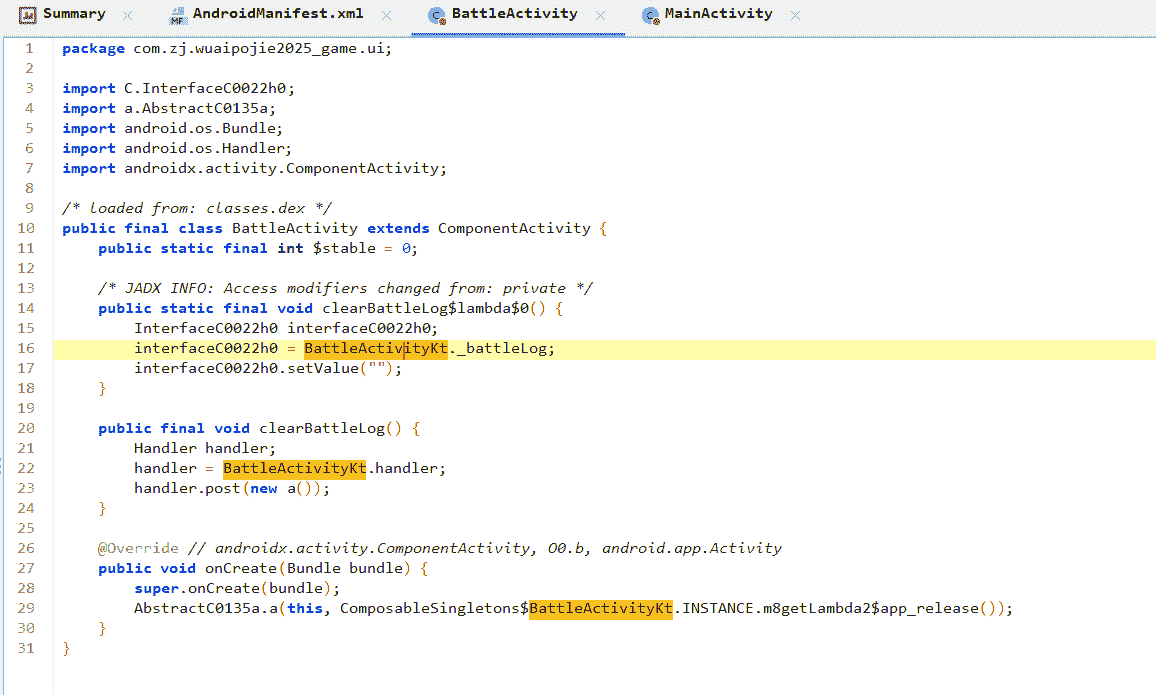 Summary AndroidManifest.xml BattleActivity MainActivity
1 package com.zj.wuaipojie2025_game.ui;
2
3 import C.InterfaceC0022h0;
4 import a.AbstractC0135a;
5 import android.os.Bundle;
6 import android.os.Handler;
7 import androidx.activity.ComponentActivity;
8
9 /* loaded from: classes.dex */
10 public final class BattleActivity extends ComponentActivity {
11     public static final int $stable = 0;
12
13     /* JADX INFO: Access modifiers changed from: private */
14     public static final void clearBattleLog$lambda$0() {
15         InterfaceC0022h0 interfaceC0022h0;
16         interfaceC0022h0 = BattleActivityKt._battleLog;
17         interfaceC0022h0.setValue("");
18     }
19
20     public final void clearBattleLog() {
21         Handler handler;
22         handler = BattleActivityKt.handler;
23         handler.post(new a());
24     }
25
26     @Override // androidx.activity.ComponentActivity, O0.b, android.app.Activity
27     public void onCreate(Bundle bundle) {
28         super.onCreate(bundle);
29         AbstractC0135a.a(this, ComposableSingletons$BattleActivityKt.INSTANCE.m8getLambda2$app_release());
30     }
31 }